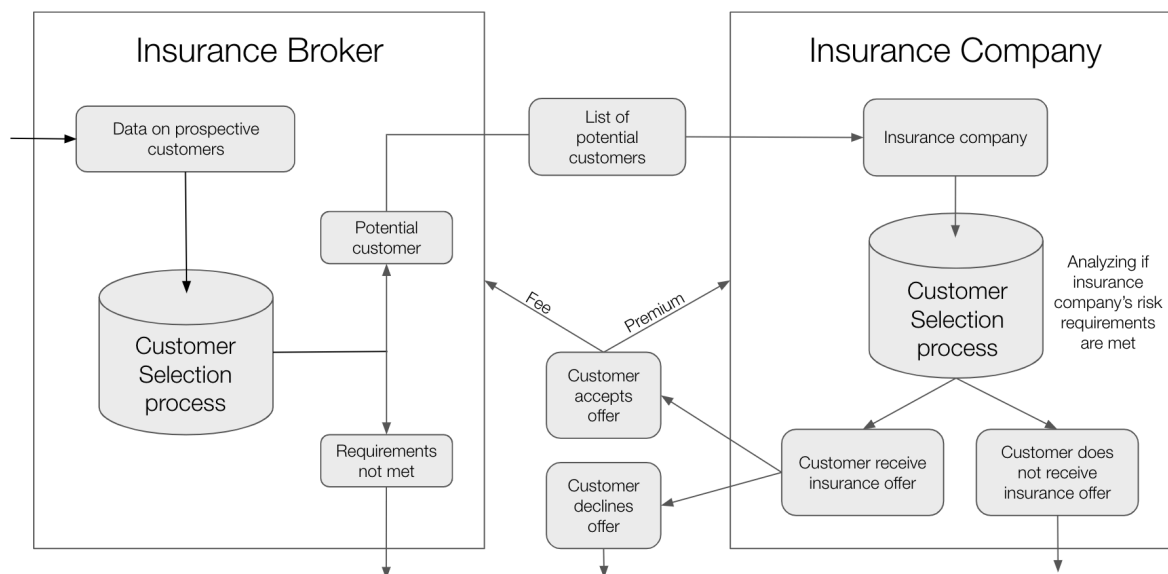 Insurance Broker
Data on prospective
customers
Potential
customer
Customer
Selection
process
Requirements
not met
List of
potential
customers
Fee
Premium
Customer
accepts
offer
Customer
declines
offer
Insurance Company
Insurance company
Customer
Selection
process
Analyzing if
insurance
company's risk
requirements
are met
Customer receive
insurance offer
Customer does
not receive
insurance offer